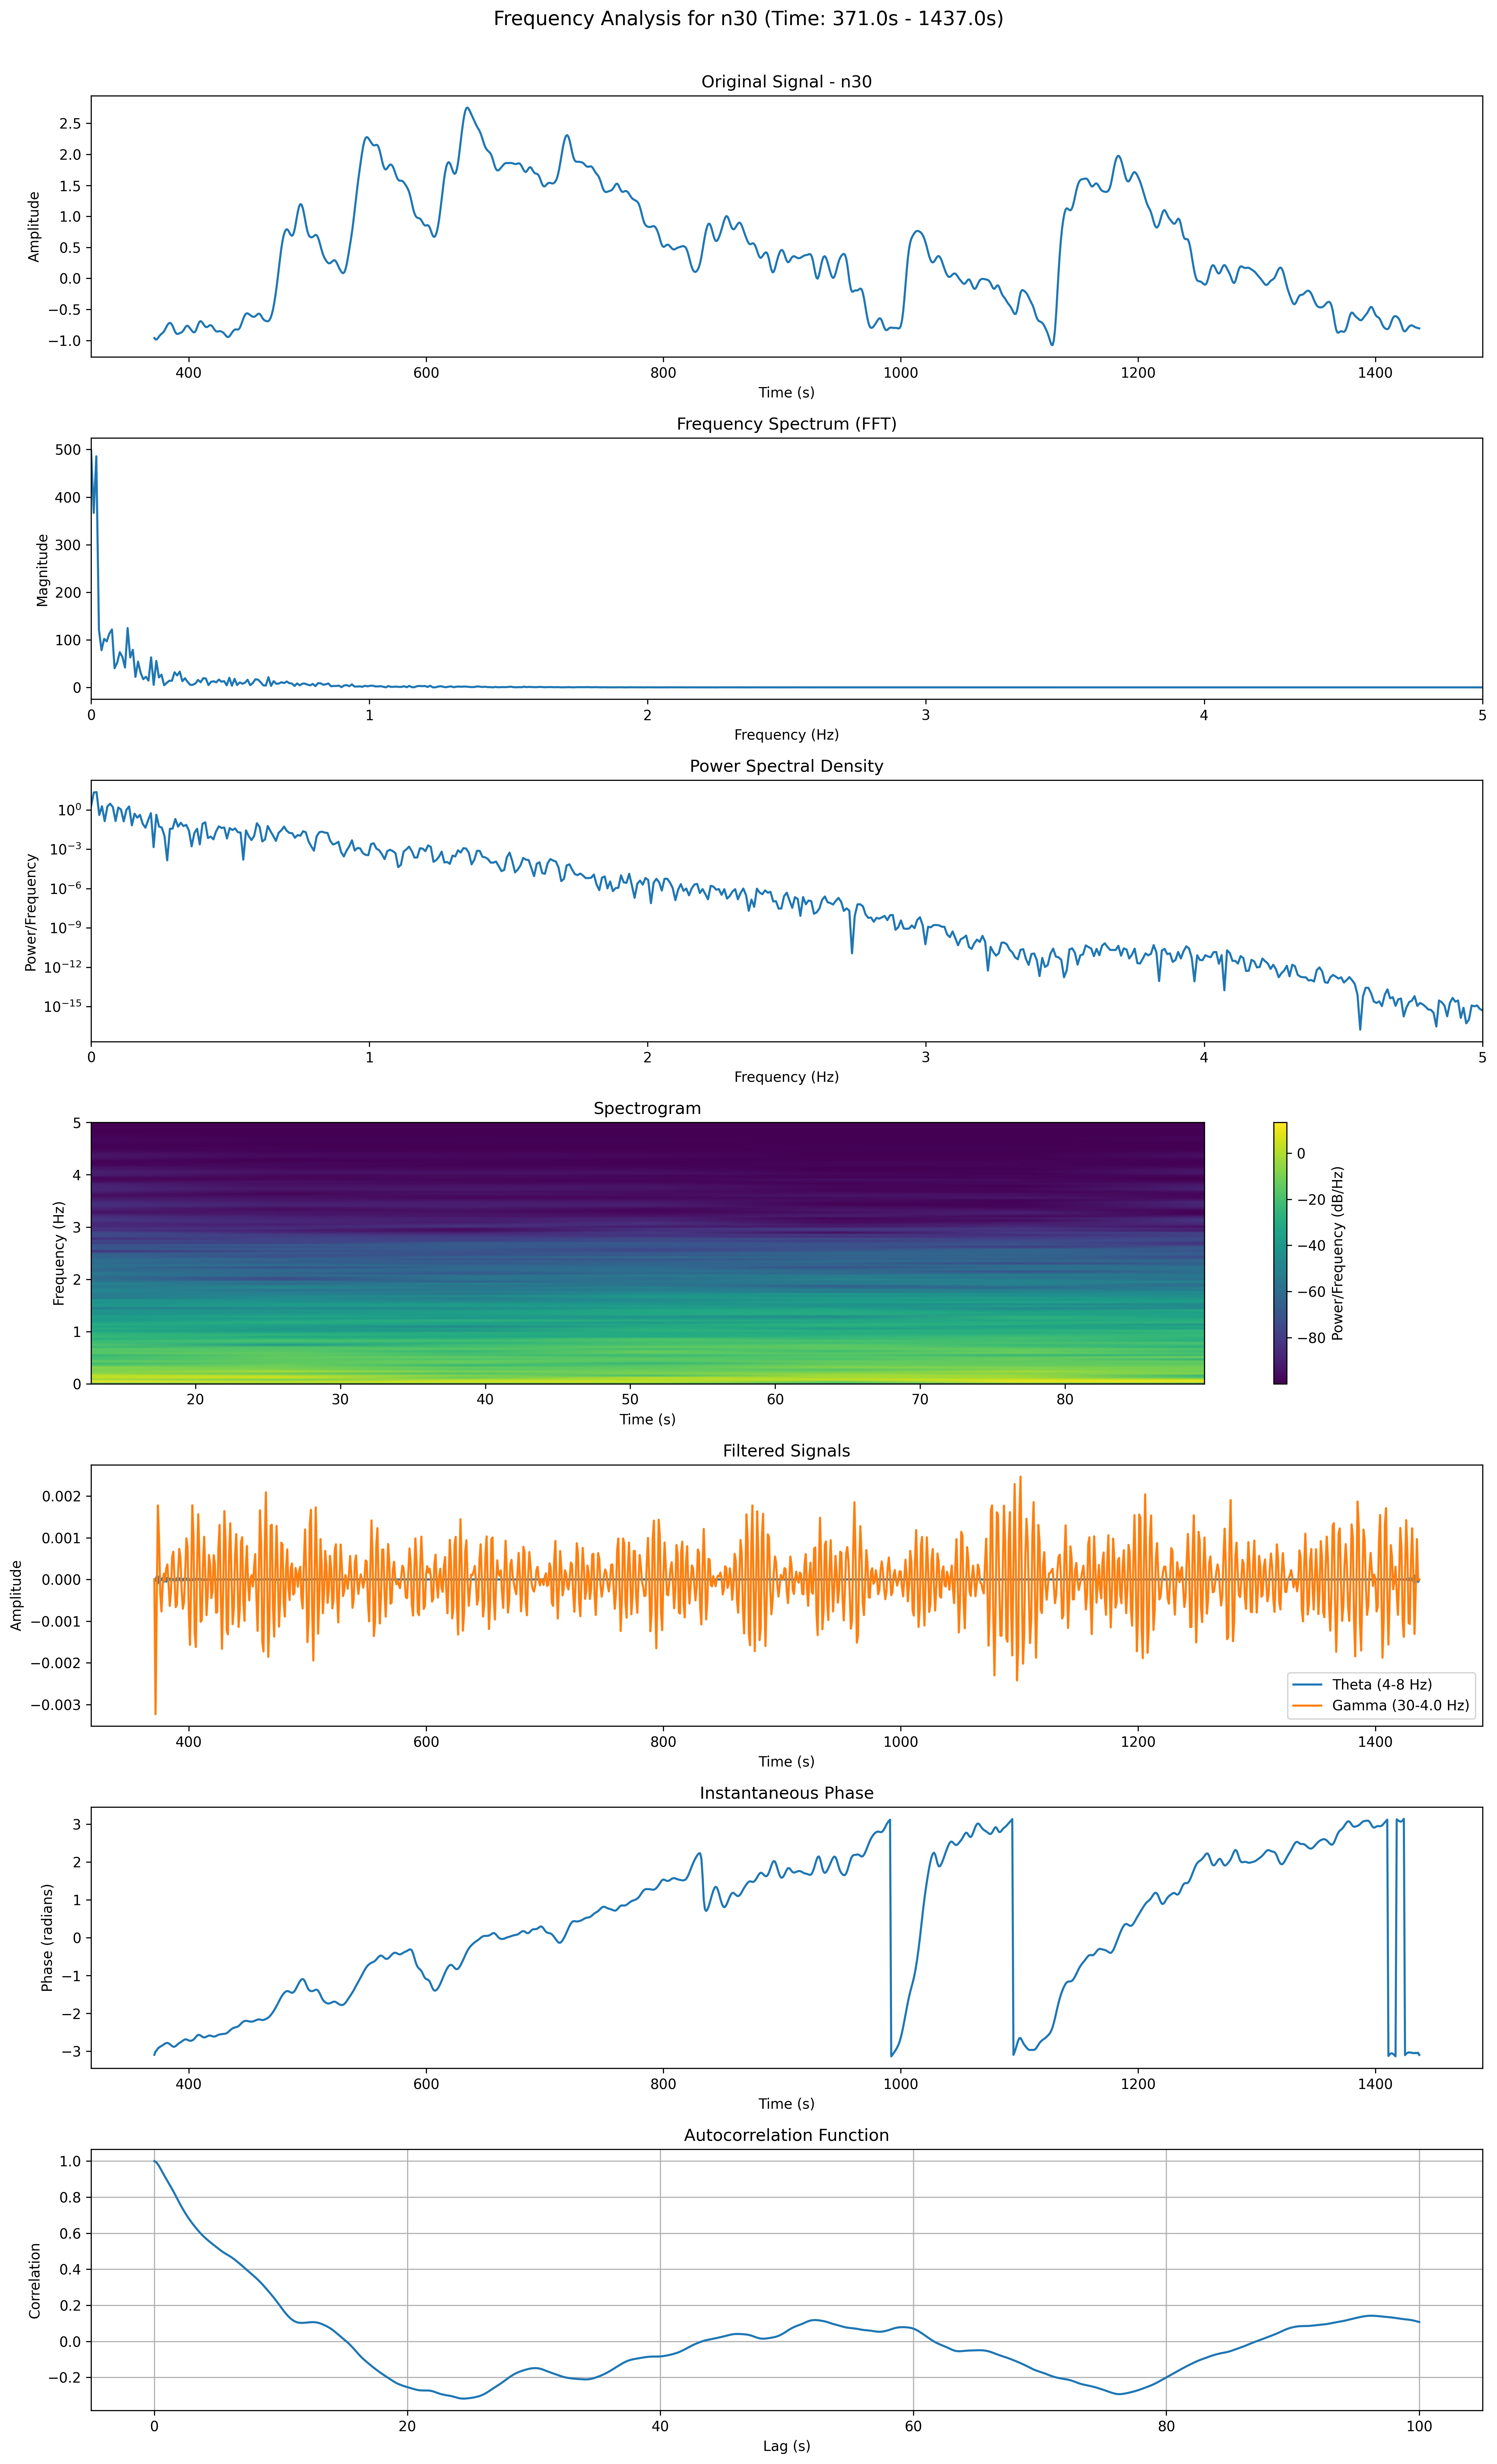 Frequency Analysis for n30 (Time: 371.0s - 1437.0s)
Original Signal - n30
Amplitude
2.5
2.0
1.5
1.0
0.5
0.0
−0.5
−1.0
400 600 800 1000 1200 1400
Time (s)
Frequency Spectrum (FFT)
Magnitude
500
400
300
200
100
0
0 1 2 3 4 5
Frequency (Hz)
Power Spectral Density
Power/Frequency
10⁰
10⁻³
10⁻⁶
10⁻⁹
10⁻¹²
10⁻¹⁵
0 1 2 3 4 5
Frequency (Hz)
Spectrogram
Frequency (Hz)
5
4
3
2
1
0
20 30 40 50 60 70 80
Time (s)
0
−20
−40
−60
−80
Power/Frequency (dB/Hz)
Filtered Signals
Amplitude
0.002
0.001
0.000
−0.001
−0.002
−0.003
Theta (4-8 Hz)
Gamma (30-4.0 Hz)
400 600 800 1000 1200 1400
Time (s)
Instantaneous Phase
Phase (radians)
3
2
1
0
−1
−2
−3
400 600 800 1000 1200 1400
Time (s)
Autocorrelation Function
Correlation
1.0
0.8
0.6
0.4
0.2
0.0
−0.2
0 20 40 60 80 100
Lag (s)